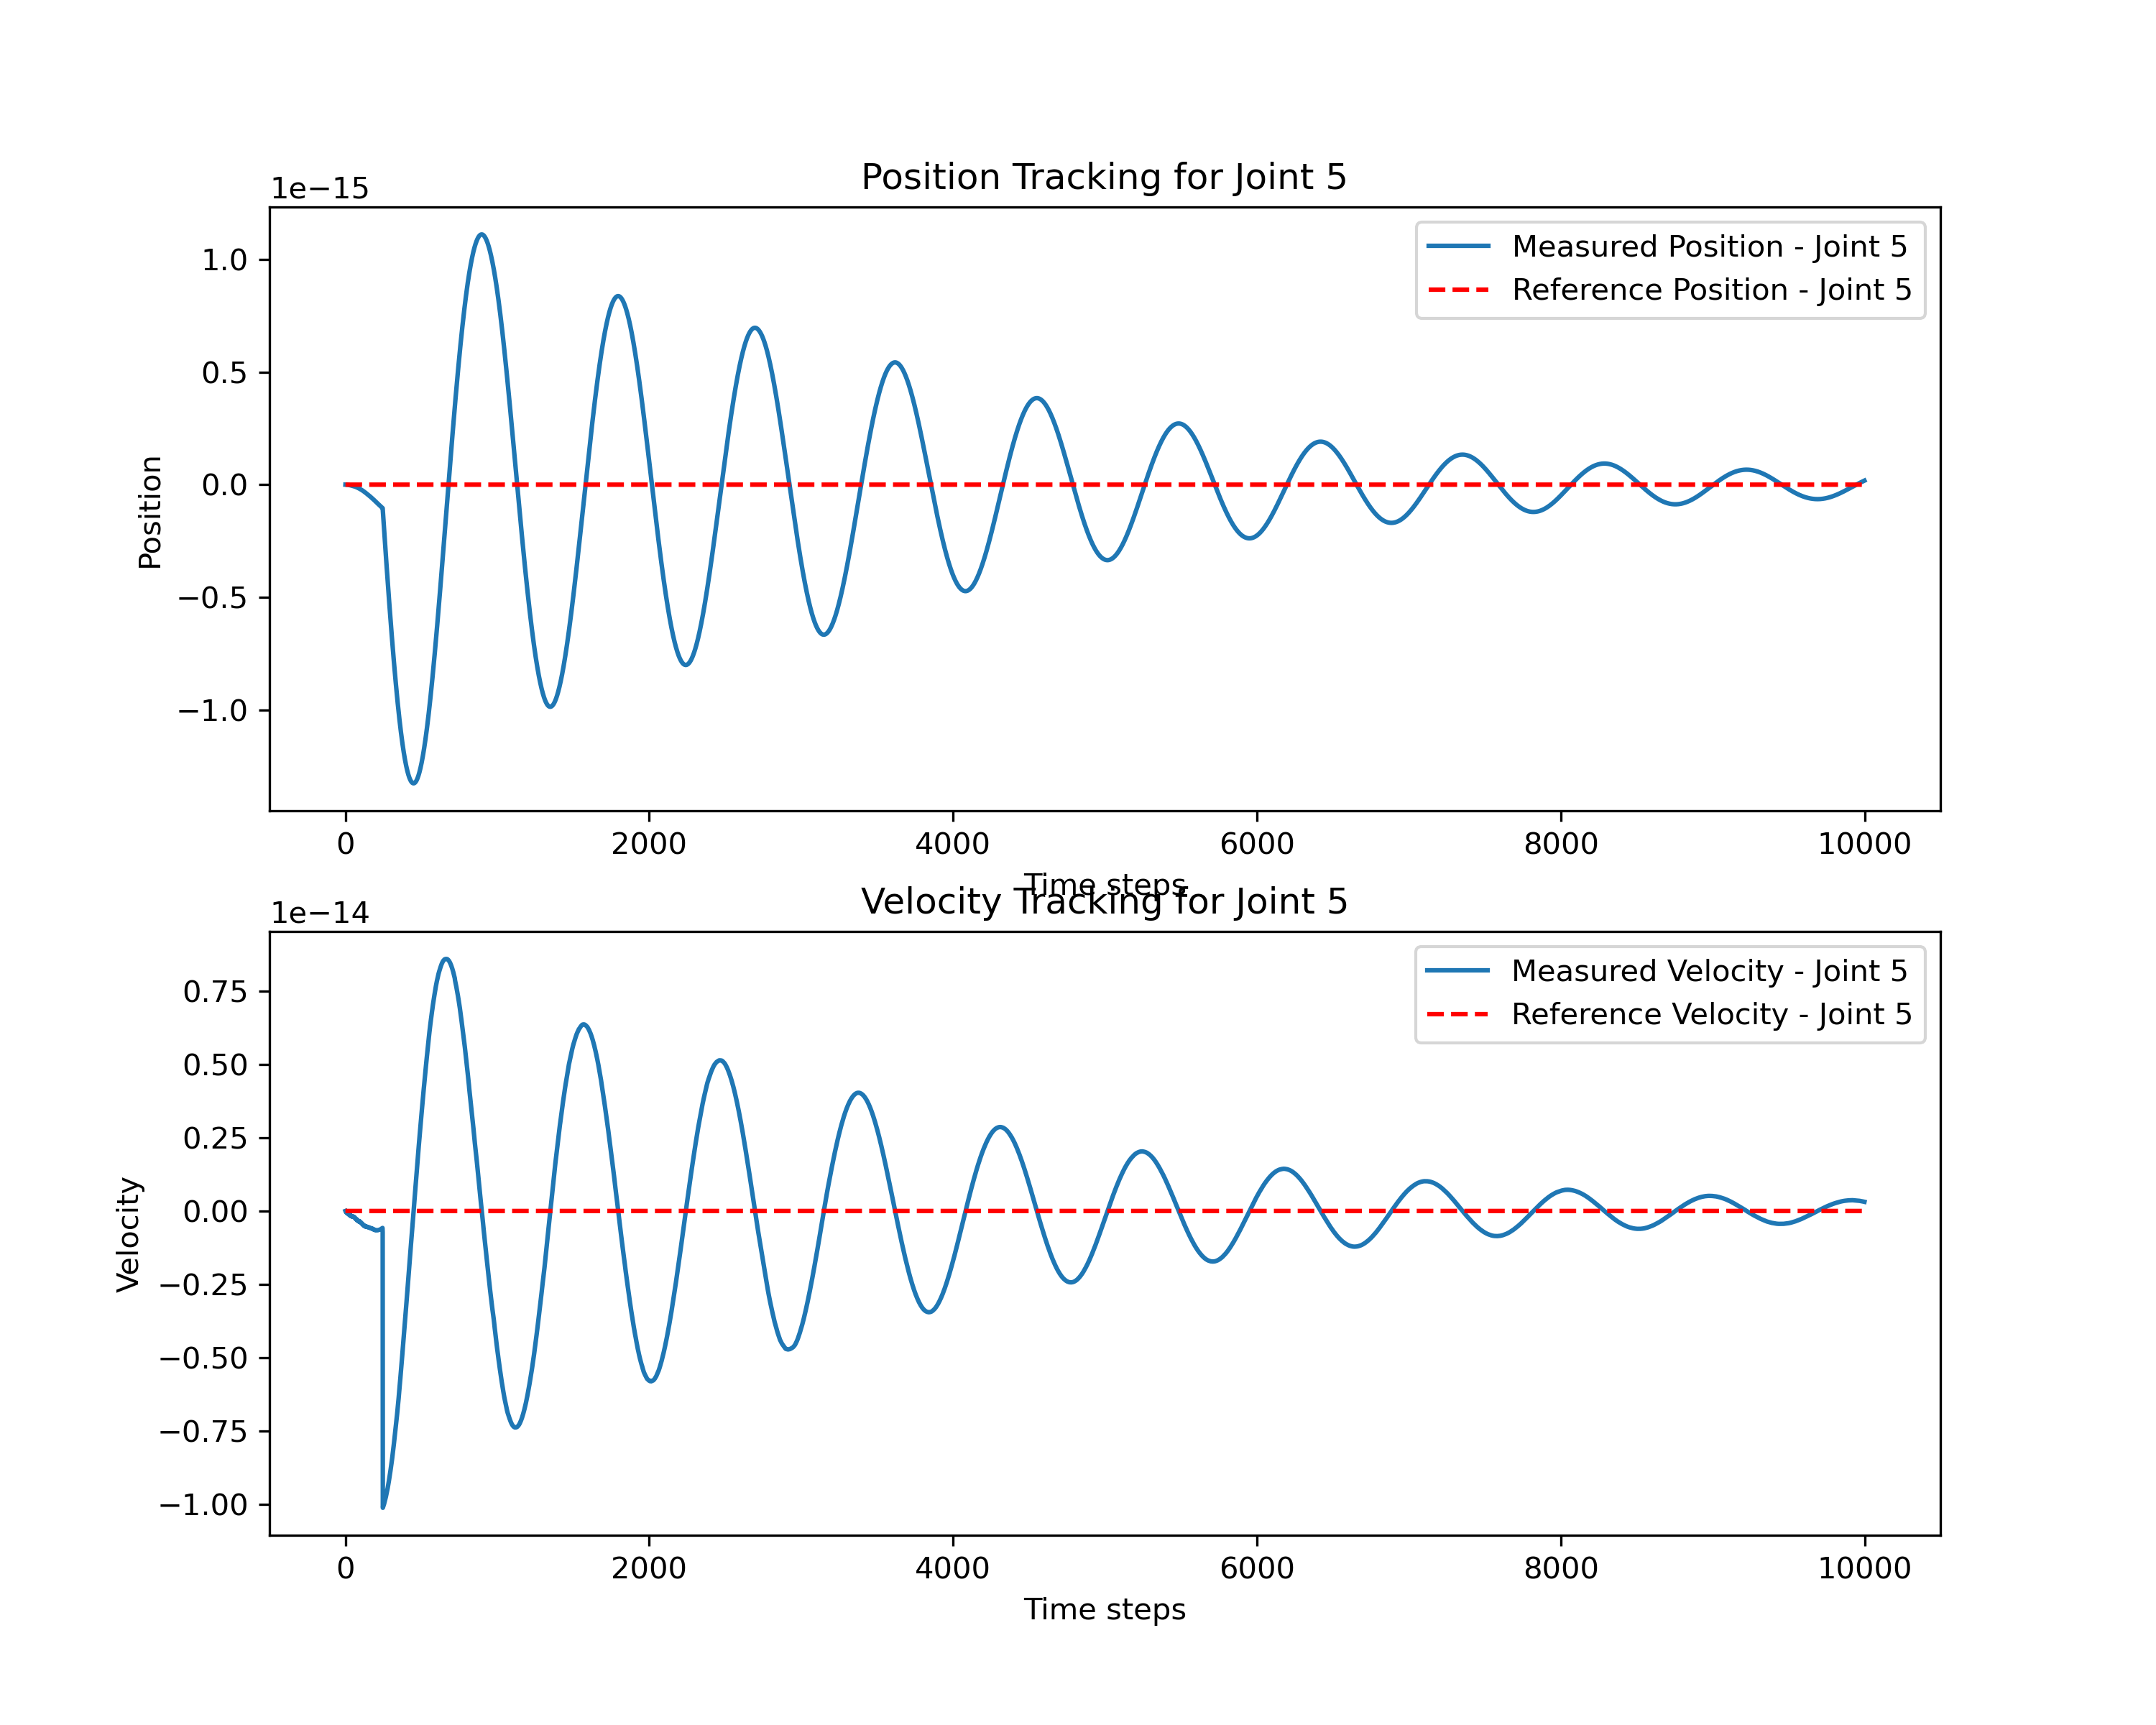 Position Tracking for Joint 5
1e−15
Measured Position - Joint 5
Reference Position - Joint 5
1.0
0.5
0.0
−0.5
−1.0
Position
0 2000 4000 6000 8000 10000
Time steps
Velocity Tracking for Joint 5
1e−14
Measured Velocity - Joint 5
Reference Velocity - Joint 5
0.75
0.50
0.25
0.00
−0.25
−0.50
−0.75
−1.00
Velocity
0 2000 4000 6000 8000 10000
Time steps